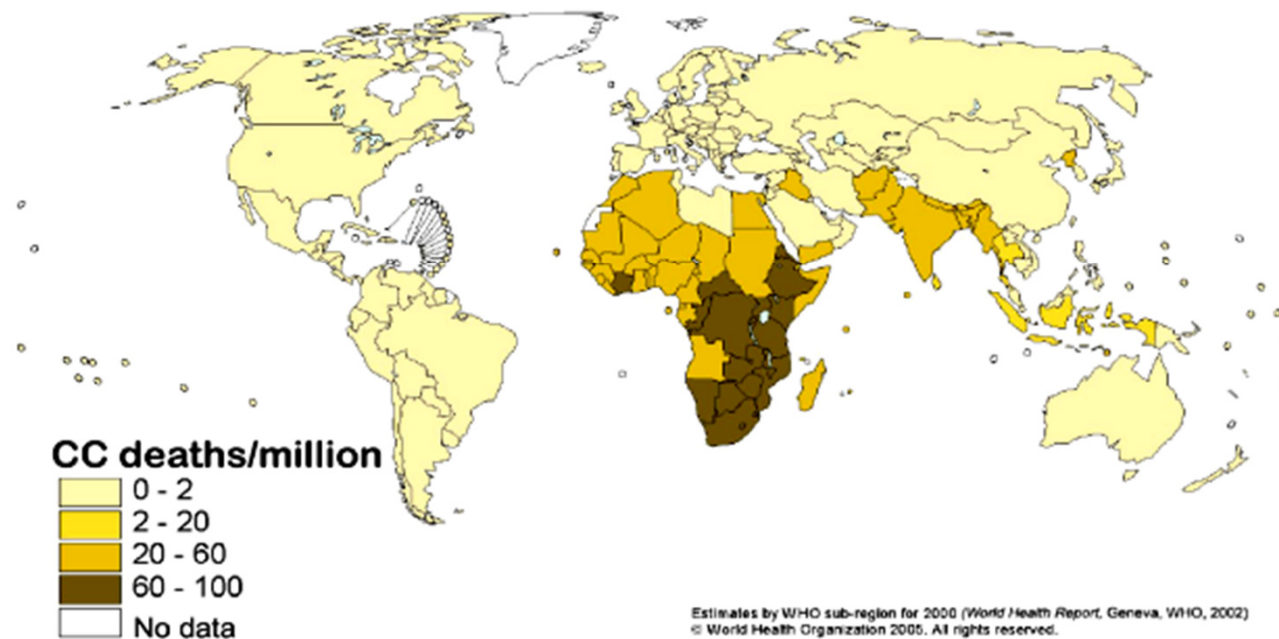 CC deaths/million
0 - 2
2 - 20
20 - 60
60 - 100
No data
Estimates by WHO sub-region for 2000 (World Health Report, Geneva, WHO, 2002)
© World Health Organization 2005. All rights reserved.